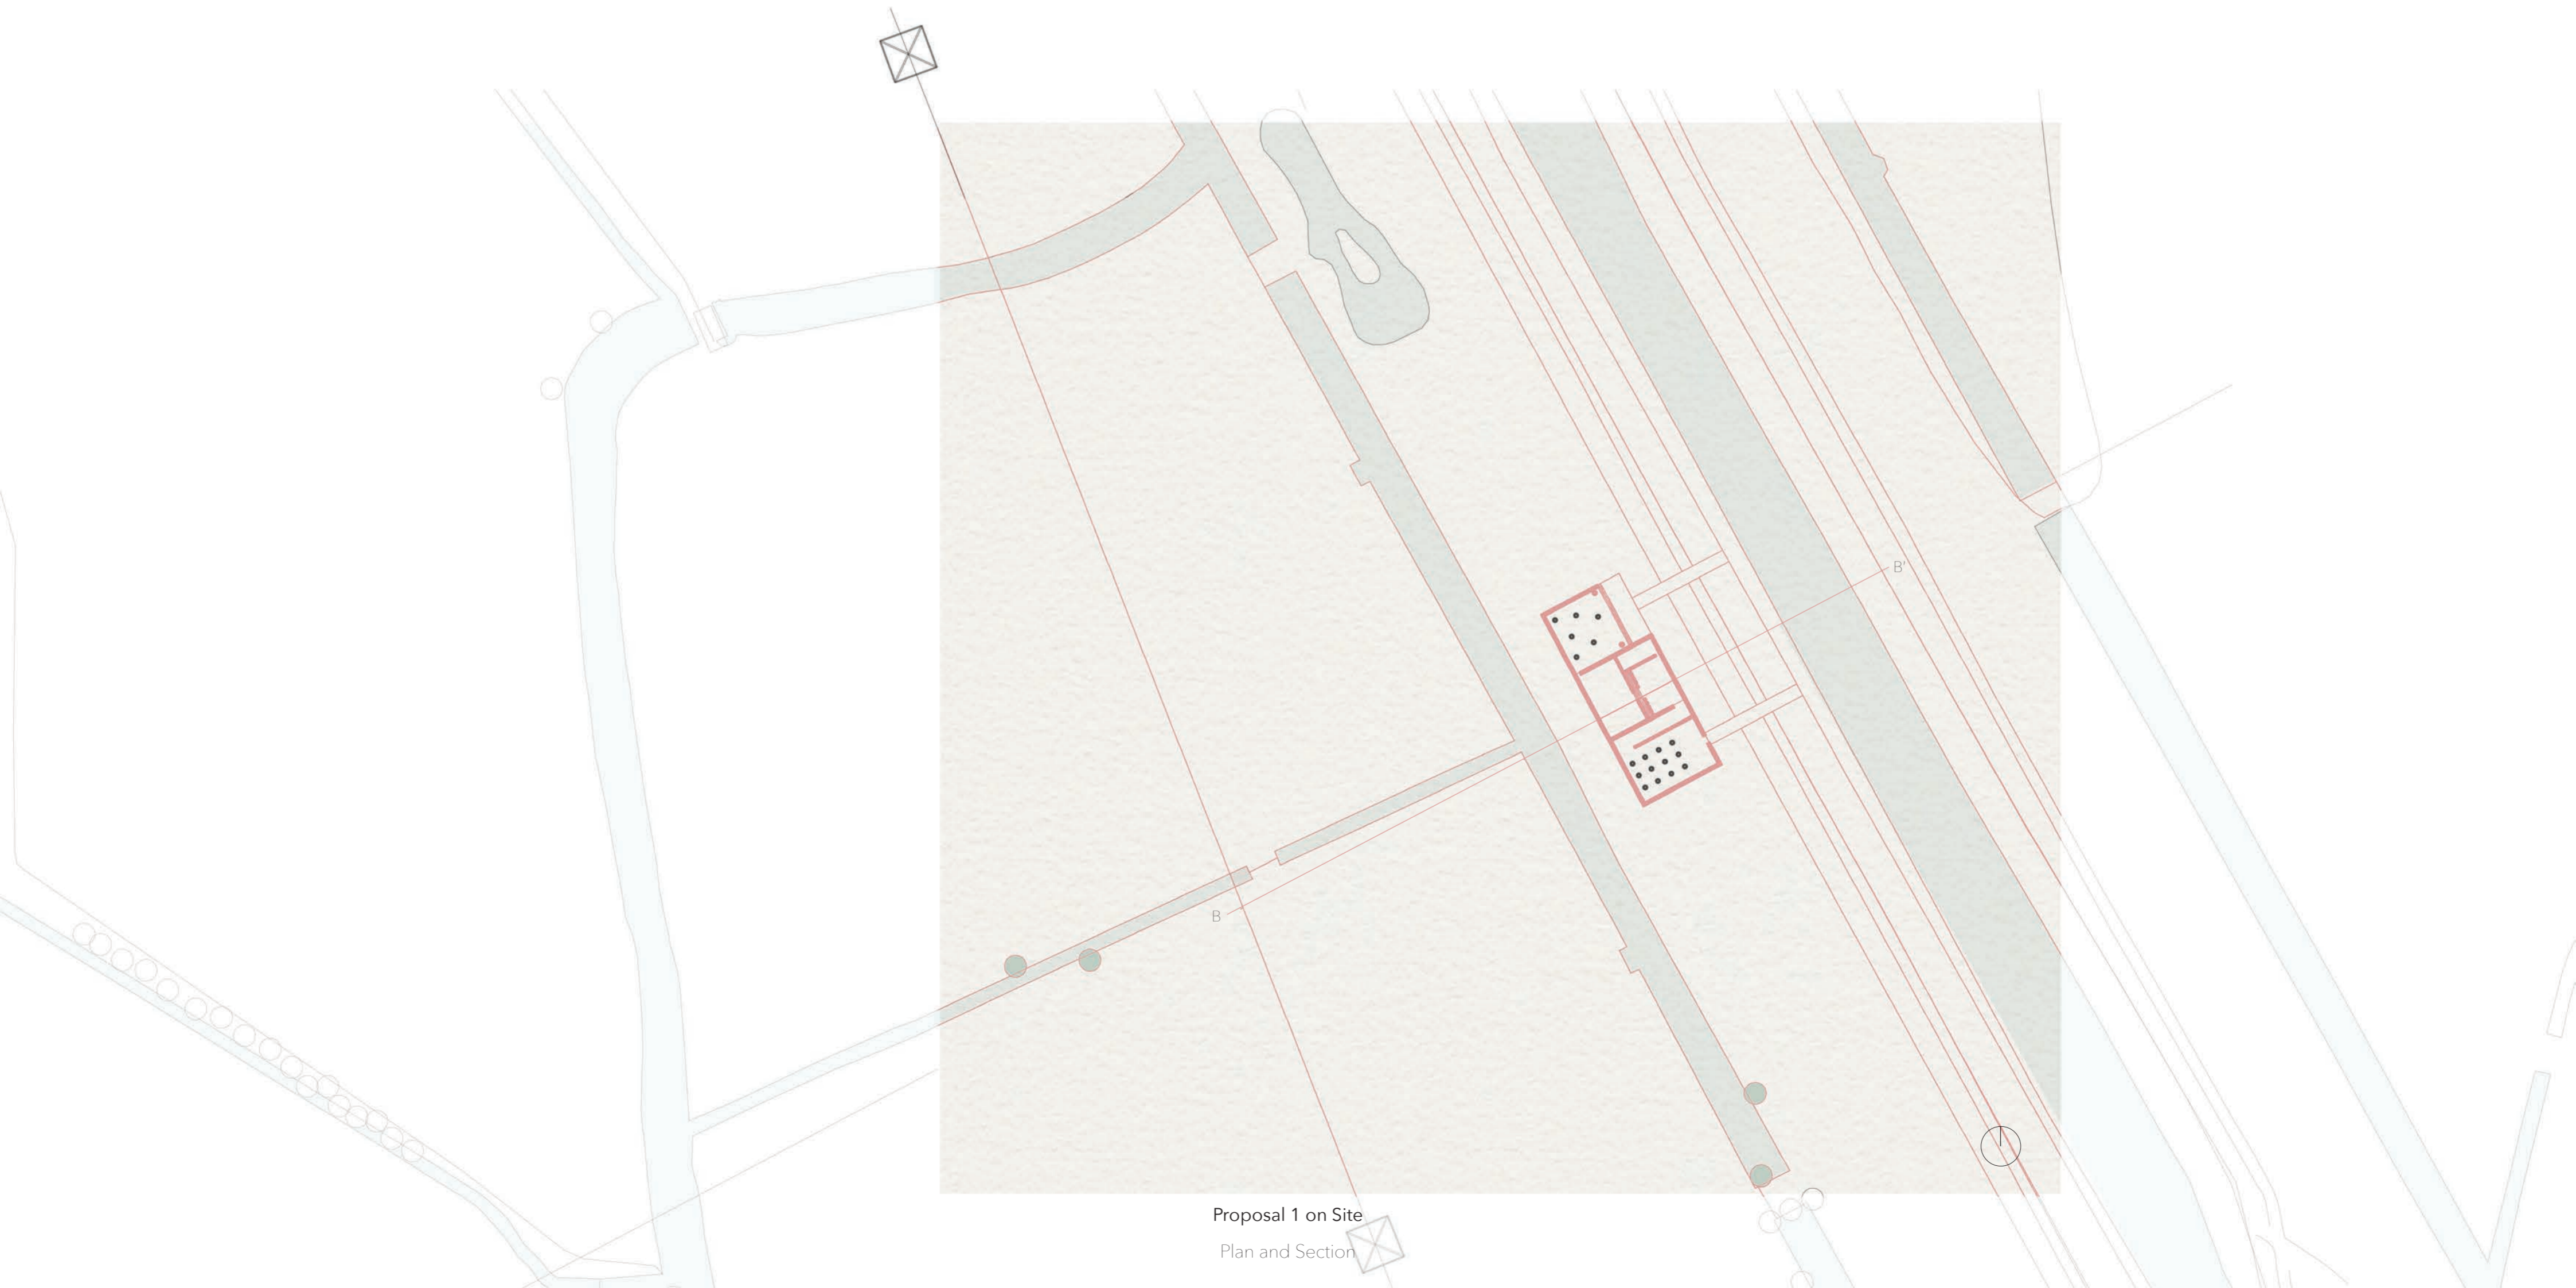 B'
B
Proposal 1 on Site
Plan and Section